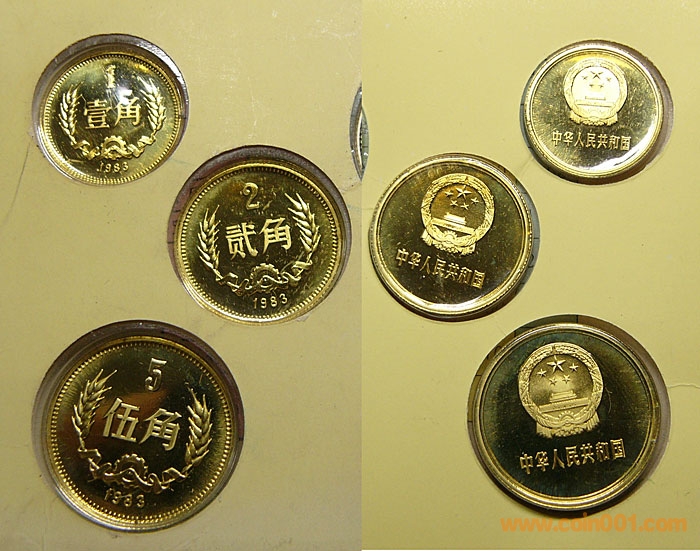 1
壹角
1983
2
贰角
1983
5
伍角
1983
中华人民共和国
中华人民共和国
中华人民共和国
www.coin001.com